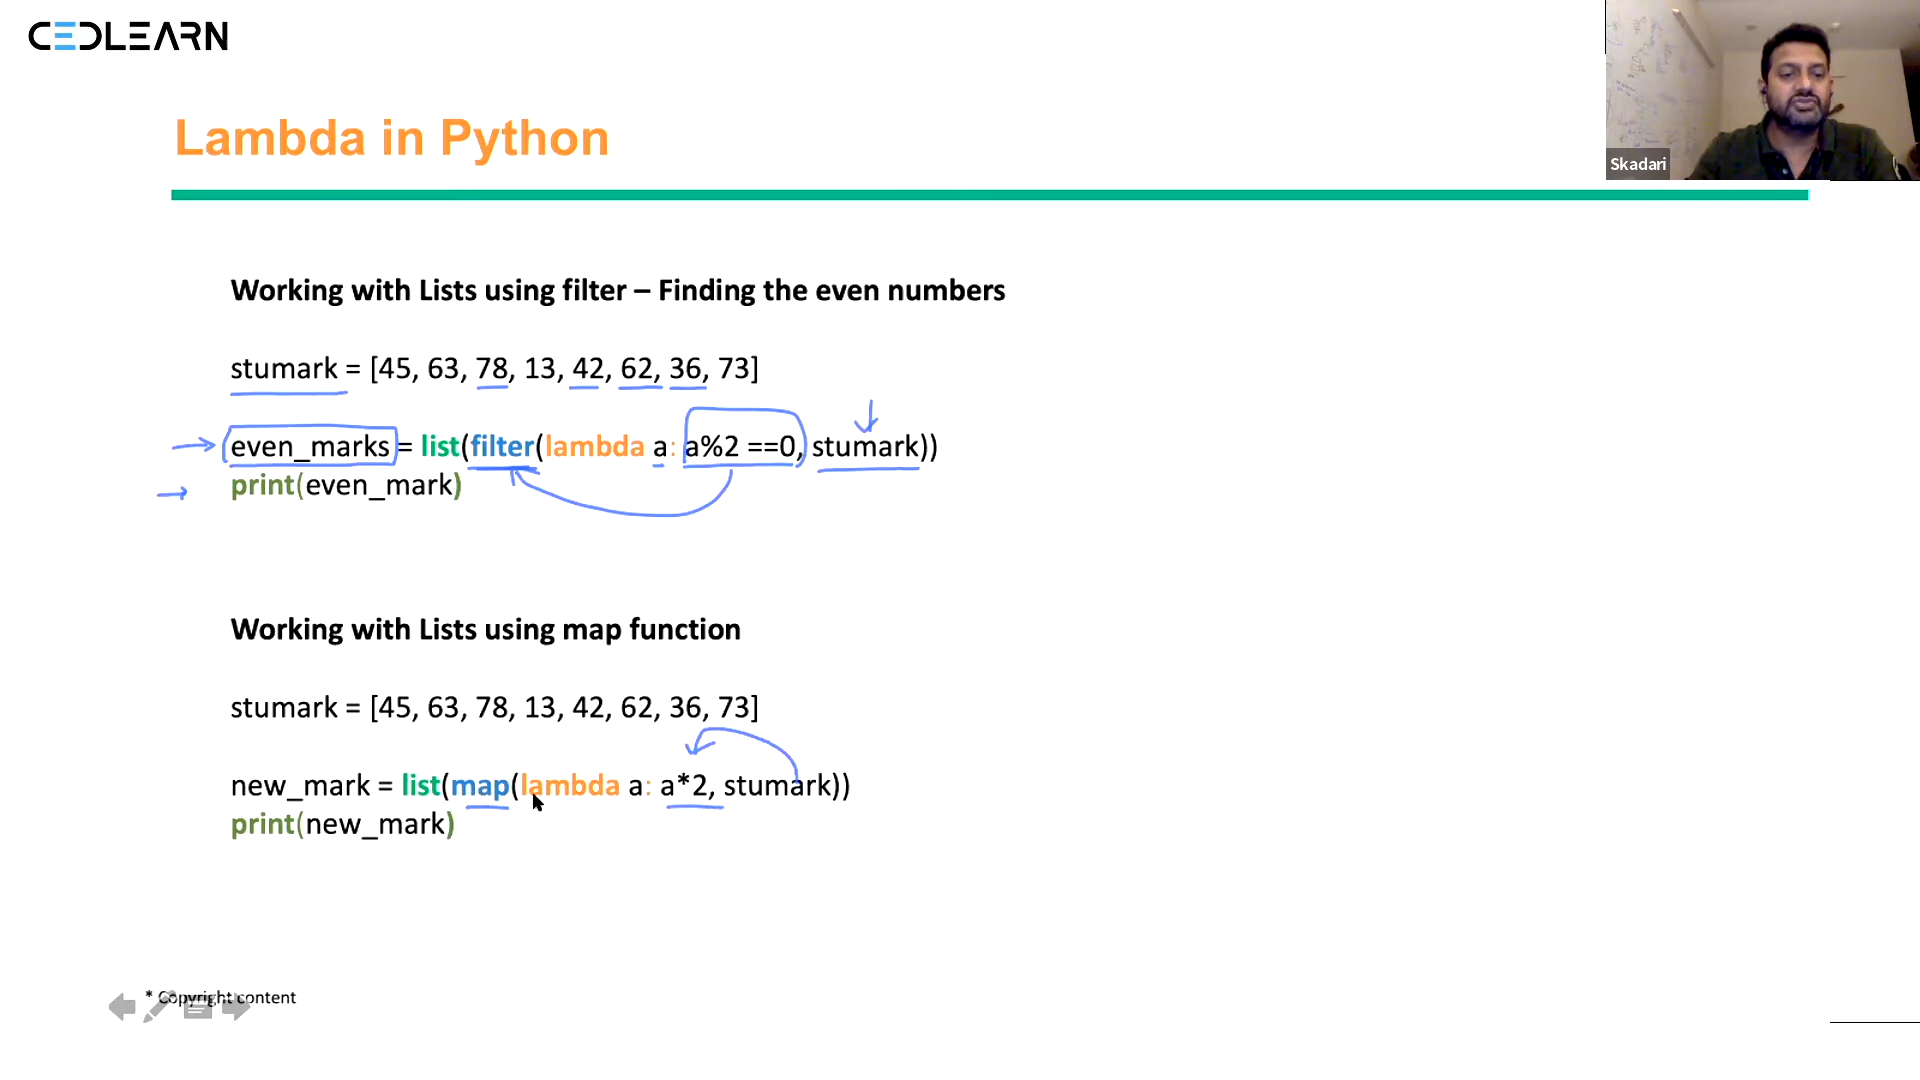 CEDLEARN
Skadari
Lambda in Python
Working with Lists using filter – Finding the even numbers
stumark = [45, 63, 78, 13, 42, 62, 36, 73]
even_marks = list(filter(lambda a: a%2 ==0, stumark))
print(even_mark)
Working with Lists using map function
stumark = [45, 63, 78, 13, 42, 62, 36, 73]
new_mark = list(map(lambda a: a*2, stumark))
print(new_mark)
* Copyright content